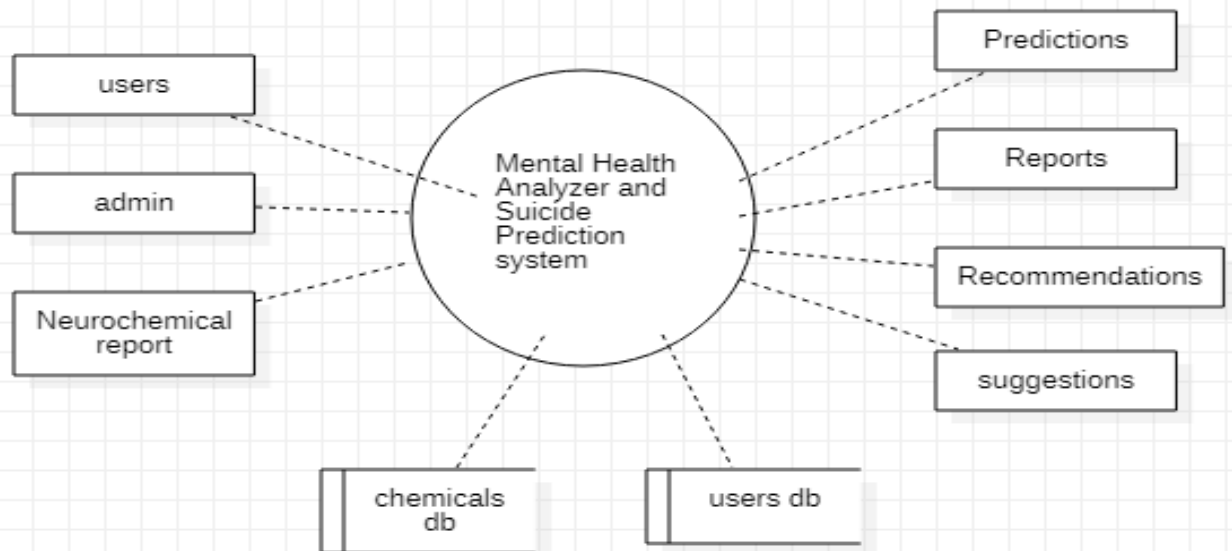 users
admin
Neurochemical
report
Mental Health
Analyzer and
Suicide
Prediction
system
Predictions
Reports
Recommendations
suggestions
chemicals
db
users db